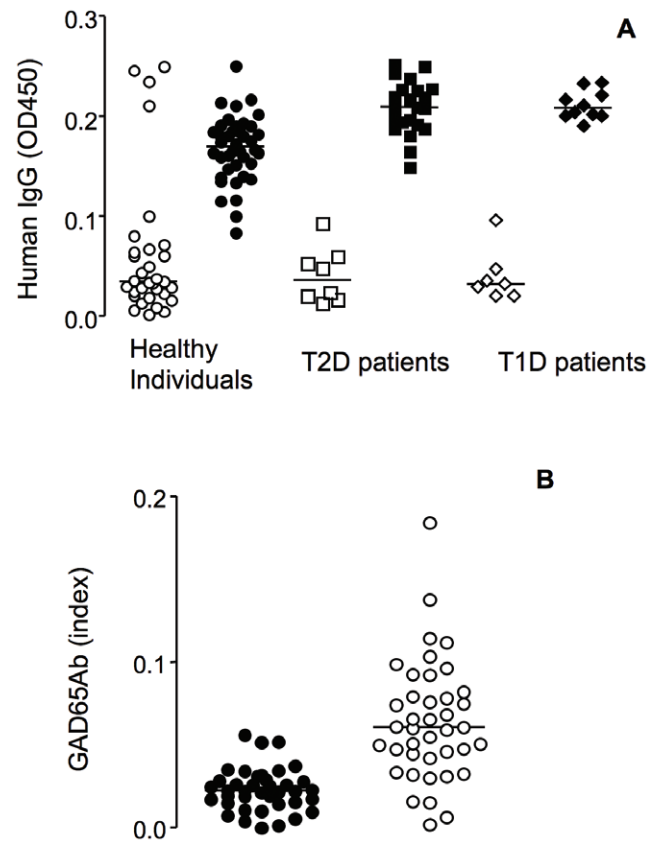 A
Human IgG (OD450)
0.3
0.2
0.1
0.0
Healthy
Individuals
T2D patients
T1D patients
B
GAD65Ab (index)
0.2
0.1
0.0